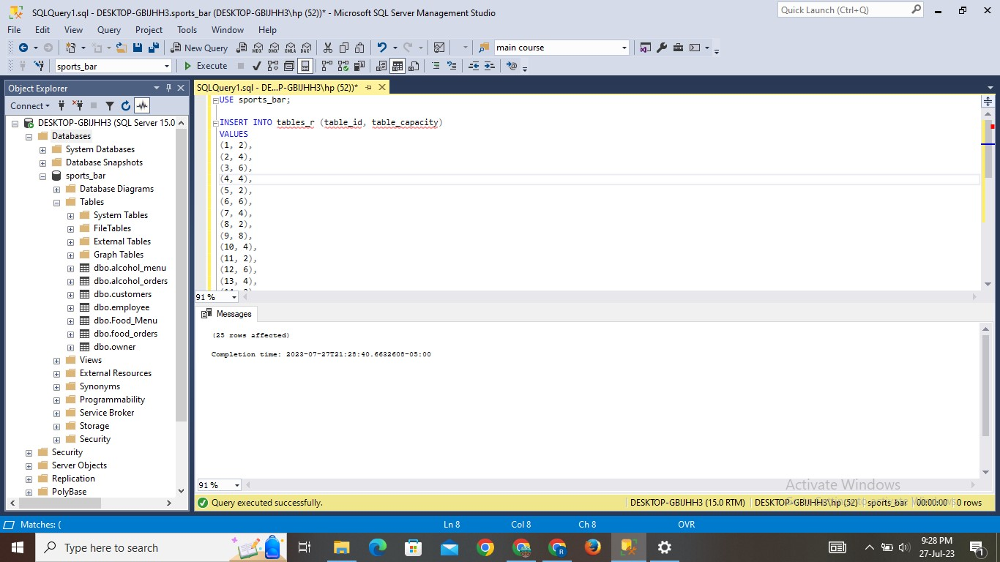 SQLQuery1.sql - DESKTOP-GBIJHH3.sports_bar (DESKTOP-GBIJHH3\hp (52))* - Microsoft SQL Server Management Studio
Quick Launch (Ctrl+Q)
File Edit View Query Project Tools Window Help
New Query
MDX DMX XMLA DAX
main course
sports_bar
Execute
Object Explorer
Connect
DESKTOP-GBIJHH3 (SQL Server 15.0
Databases
System Databases
Database Snapshots
sports_bar
Database Diagrams
Tables
System Tables
FileTables
External Tables
Graph Tables
dbo.alcohol_menu
dbo.alcohol_orders
dbo.customers
dbo.employee
dbo.Food_Menu
dbo.food_orders
dbo.owner
Views
External Resources
Synonyms
Programmability
Service Broker
Storage
Security
Security
Server Objects
Replication
PolyBase
SQLQuery1.sql - DE...P-GBIJHH3\hp (52))*
USE sports_bar;
INSERT INTO tables_r (table_id, table_capacity)
VALUES
(1, 2),
(2, 4),
(3, 6),
(4, 4),
(5, 2),
(6, 6),
(7, 4),
(8, 2),
(9, 8),
(10, 4),
(11, 2),
(12, 6),
(13, 4),
91 %
Messages
(25 rows affected)
Completion time: 2023-07-27T21:28:40.6632608-05:00
91 %
Activate Windows
Query executed successfully.
DESKTOP-GBIJHH3 (15.0 RTM) DESKTOP-GBIJHH3\hp (52) sports_bar 00:00:00 0 rows
Matches: (
Ln 8 Col 8 Ch 8 OVR
Type here to search
9:28 PM
27-Jul-23
1